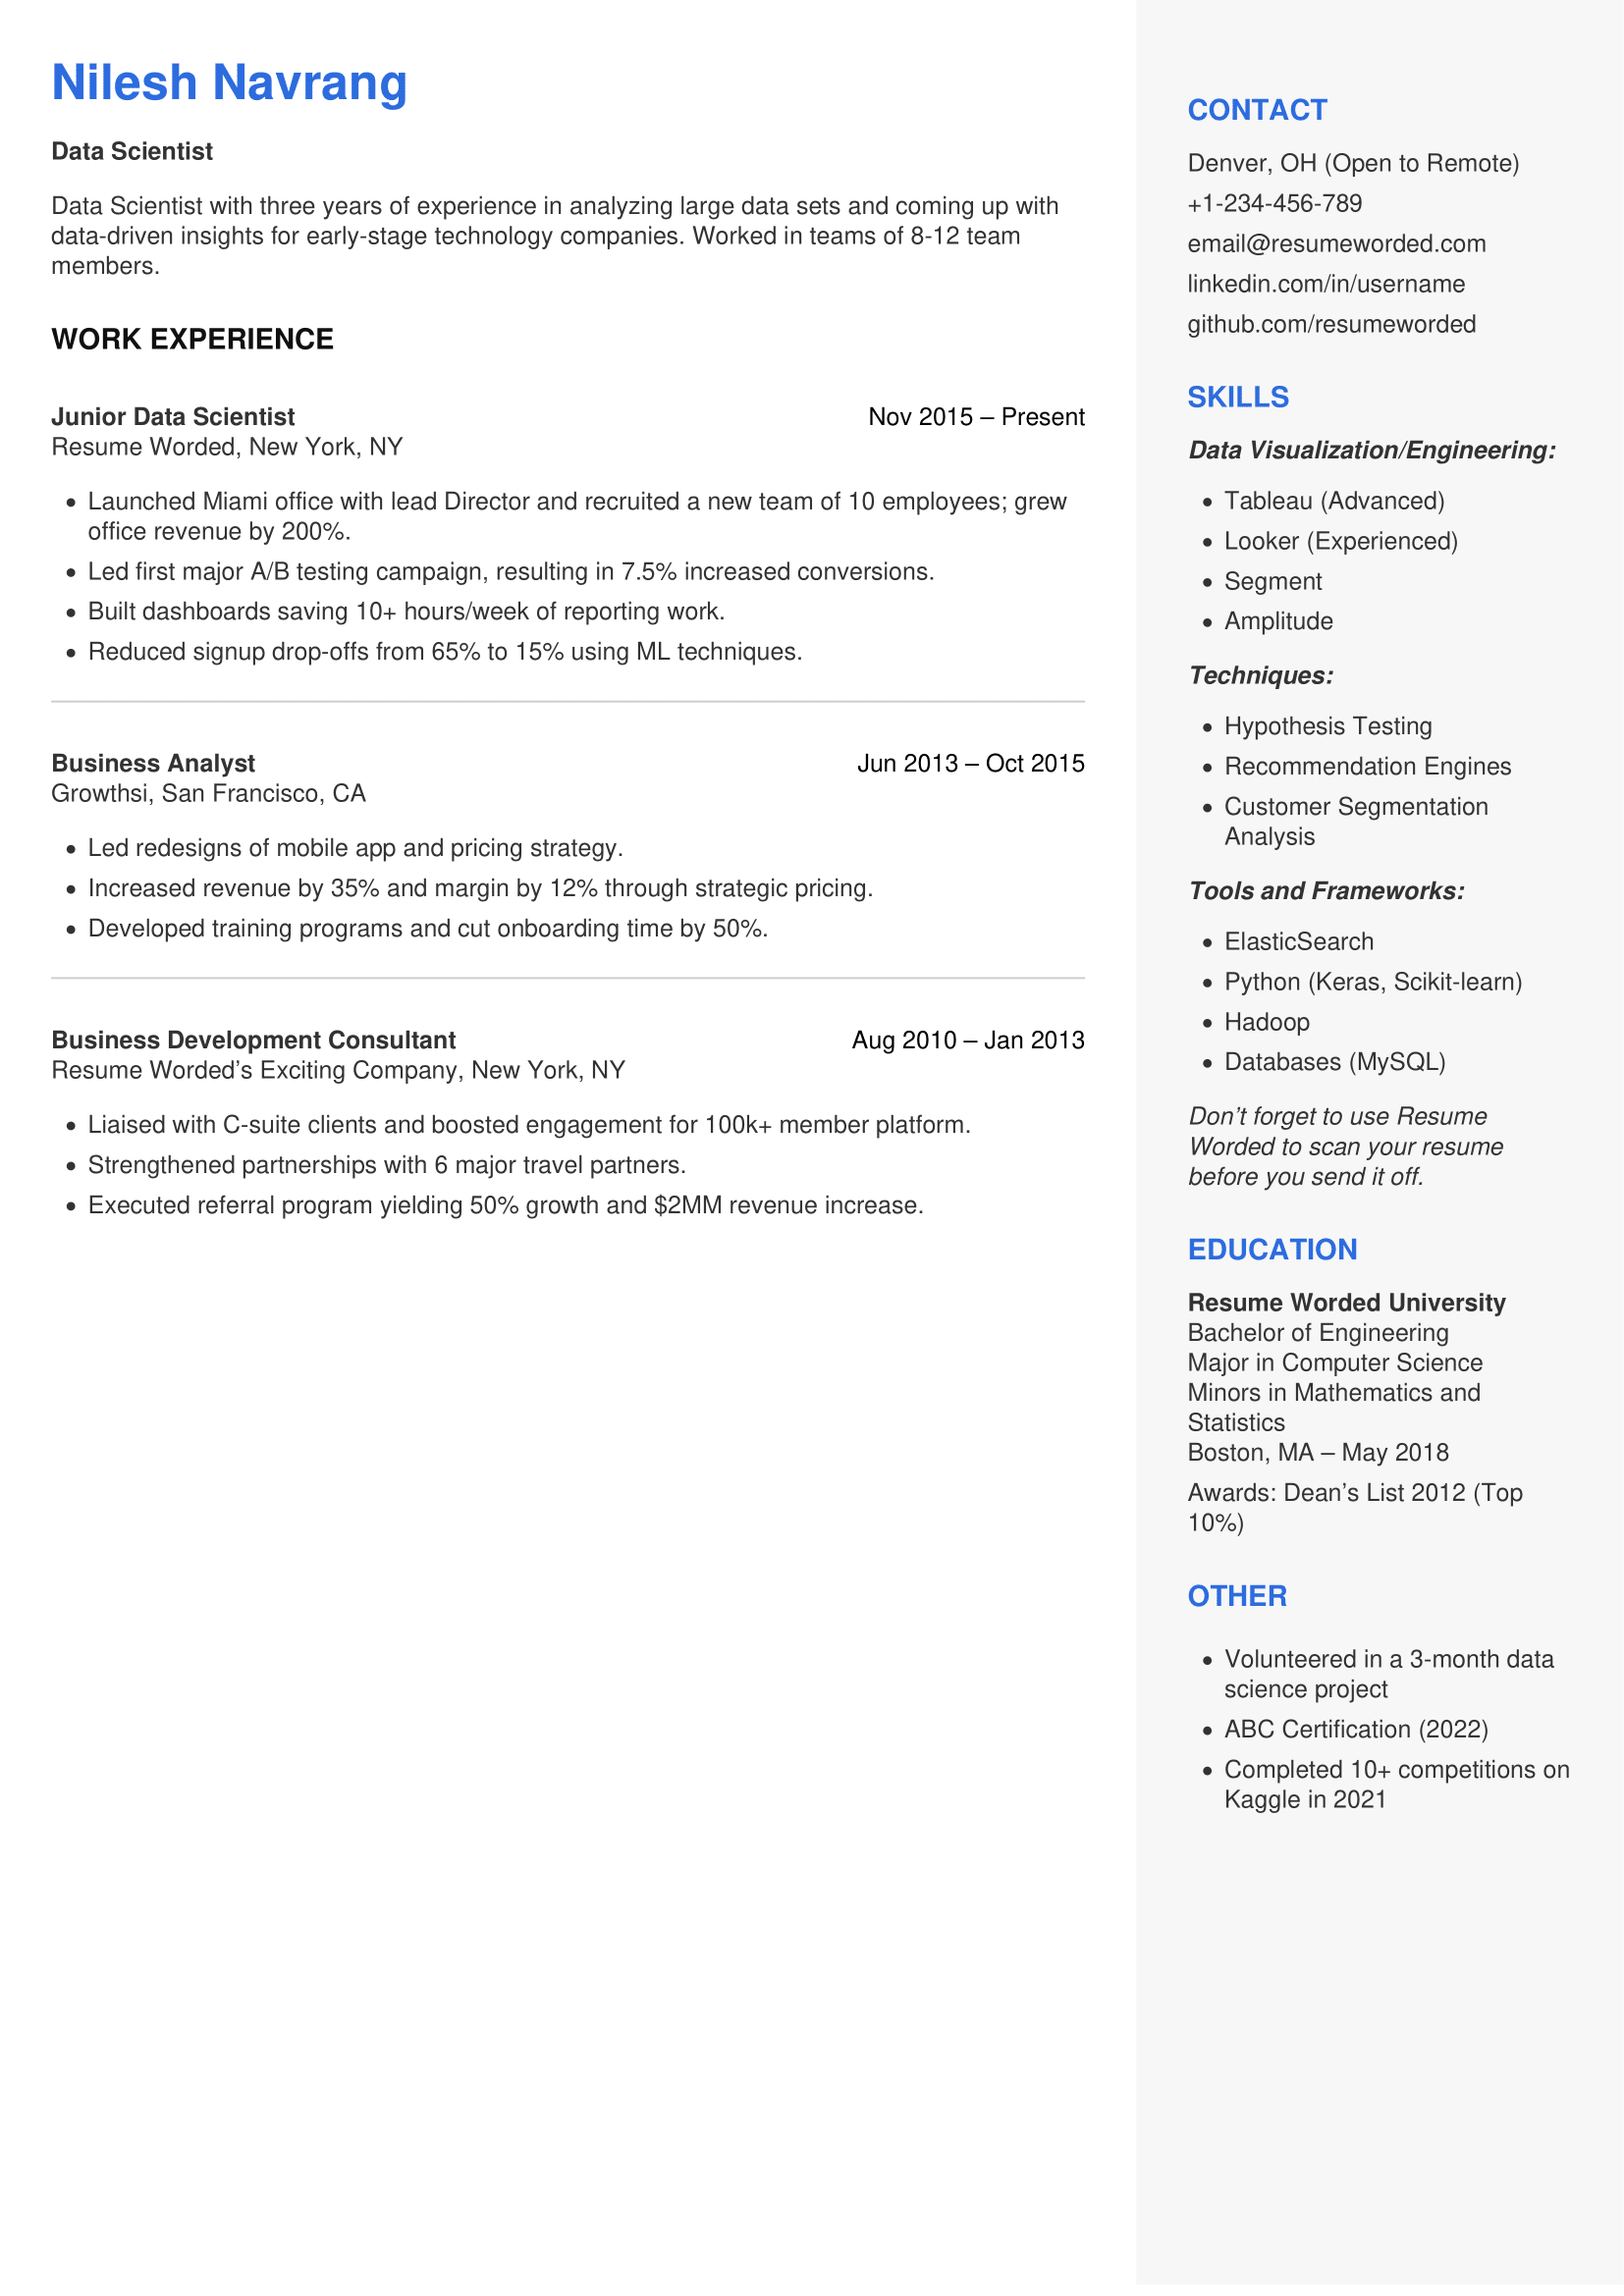 Nilesh Navrang
Data Scientist
Data Scientist with three years of experience in analyzing large data sets and coming up with
data-driven insights for early-stage technology companies. Worked in teams of 8-12 team
members.
WORK EXPERIENCE
Junior Data Scientist Nov 2015 – Present
Resume Worded, New York, NY
• Launched Miami office with lead Director and recruited a new team of 10 employees; grew
office revenue by 200%.
• Led first major A/B testing campaign, resulting in 7.5% increased conversions.
• Built dashboards saving 10+ hours/week of reporting work.
• Reduced signup drop-offs from 65% to 15% using ML techniques.
Business Analyst Jun 2013 – Oct 2015
Growthsi, San Francisco, CA
• Led redesigns of mobile app and pricing strategy.
• Increased revenue by 35% and margin by 12% through strategic pricing.
• Developed training programs and cut onboarding time by 50%.
Business Development Consultant Aug 2010 – Jan 2013
Resume Worded’s Exciting Company, New York, NY
• Liaised with C-suite clients and boosted engagement for 100k+ member platform.
• Strengthened partnerships with 6 major travel partners.
• Executed referral program yielding 50% growth and $2MM revenue increase.
CONTACT
Denver, OH (Open to Remote)
+1-234-456-789
email@resumeworded.com
linkedin.com/in/username
github.com/resumeworded
SKILLS
Data Visualization/Engineering:
• Tableau (Advanced)
• Looker (Experienced)
• Segment
• Amplitude
Techniques:
• Hypothesis Testing
• Recommendation Engines
• Customer Segmentation
Analysis
Tools and Frameworks:
• ElasticSearch
• Python (Keras, Scikit-learn)
• Hadoop
• Databases (MySQL)
Don’t forget to use Resume
Worded to scan your resume
before you send it off.
EDUCATION
Resume Worded University
Bachelor of Engineering
Major in Computer Science
Minors in Mathematics and
Statistics
Boston, MA – May 2018
Awards: Dean’s List 2012 (Top
10%)
OTHER
• Volunteered in a 3-month data
science project
• ABC Certification (2022)
• Completed 10+ competitions on
Kaggle in 2021